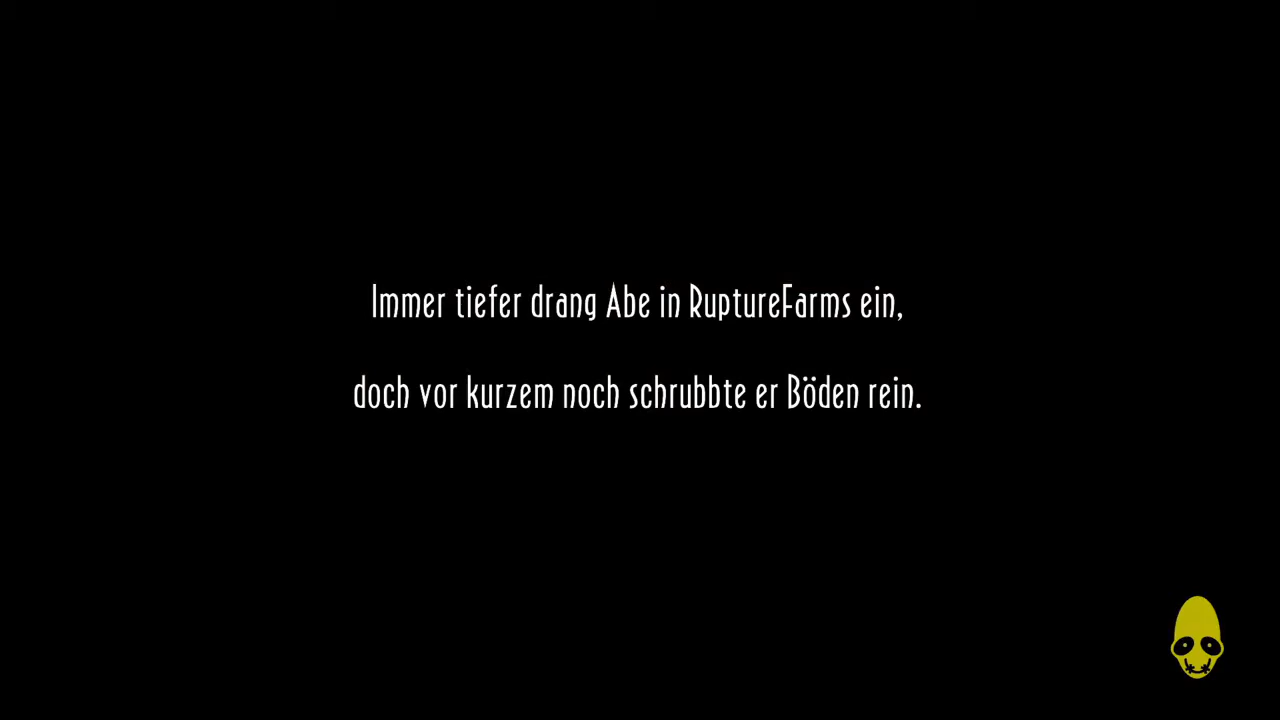 Immer tiefer drang Abe in RuptureFarms ein,
doch vor kurzem noch schrubbte er Böden rein.